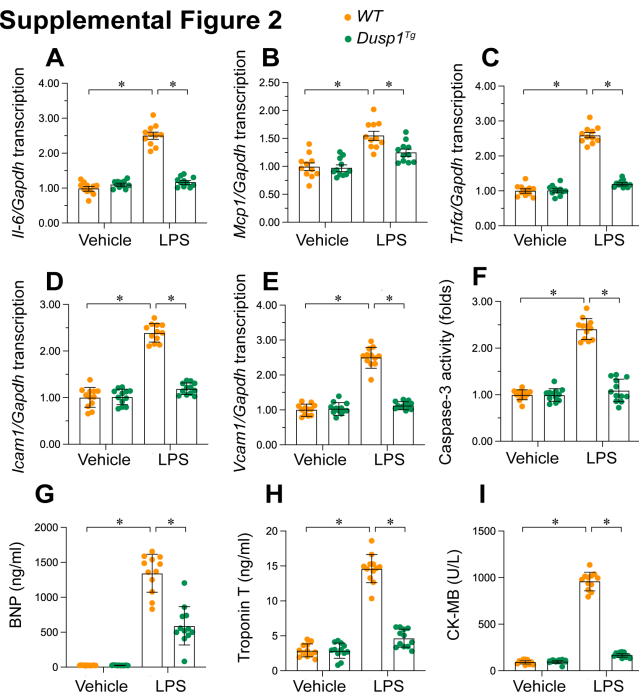 Supplemental Figure 2
WT
Dusp1Tg
A
Il-6/Gapdh transcription
4.00
3.00
2.00
1.00
0.00
*
*
Vehicle
LPS
B
Mcp1/Gapdh transcription
2.50
2.00
1.50
1.00
0.50
0.00
*
*
Vehicle
LPS
C
Tnfα/Gapdh transcription
4.00
3.00
2.00
1.00
0.00
*
*
Vehicle
LPS
D
Icam1/Gapdh transcription
3.00
2.00
1.00
0.00
*
*
Vehicle
LPS
E
Vcam1/Gapdh transcription
4.00
3.00
2.00
1.00
0.00
*
*
Vehicle
LPS
F
Caspase-3 activity (folds)
3.00
2.00
1.00
0.00
*
*
Vehicle
LPS
G
BNP (ng/ml)
2000
1500
1000
500
0
*
*
Vehicle
LPS
H
Troponin T (ng/ml)
20
15
10
5
0
*
*
Vehicle
LPS
I
CK-MB (U/L)
1500
1000
500
0
*
*
Vehicle
LPS